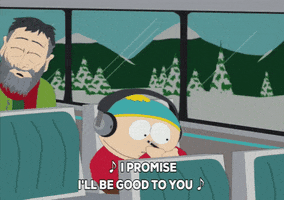 ♪ I PROMISE
I'LL BE GOOD TO YOU ♪